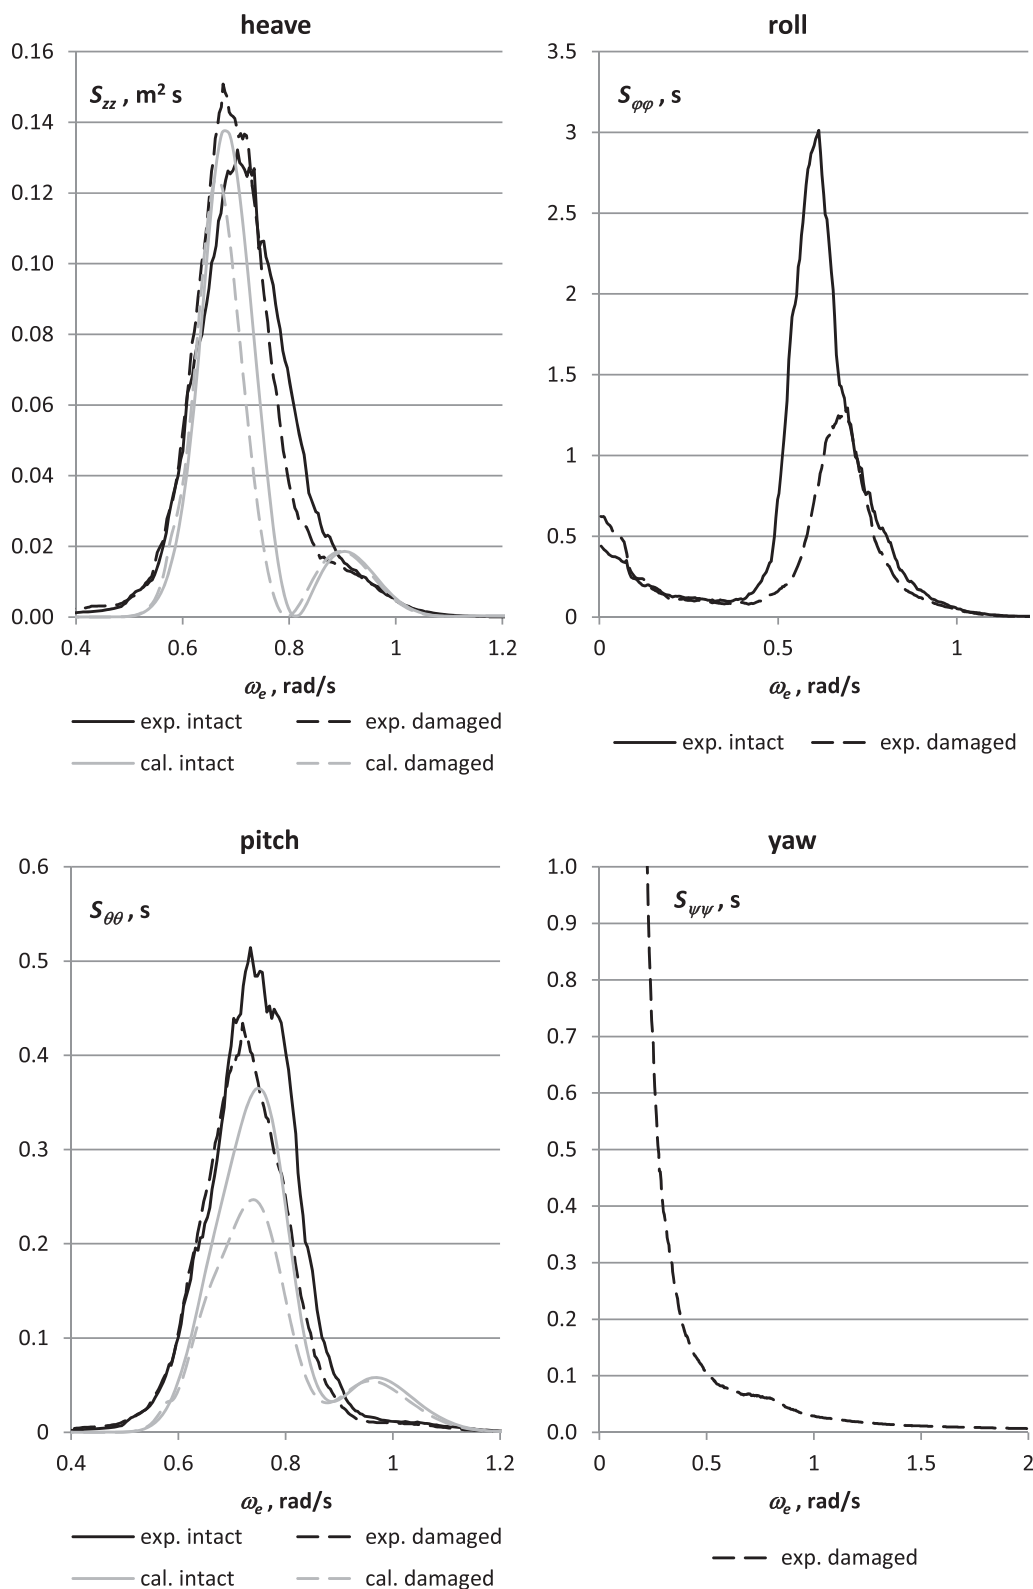 heave
0.16
0.14
0.12
0.10
0.08
0.06
0.04
0.02
0.00
S_zz , m² s
0.4 0.6 0.8 1 1.2
ω_e , rad/s
exp. intact exp. damaged
cal. intact cal. damaged
roll
3.5
3
2.5
2
1.5
1
0.5
0
S_φφ , s
0 0.5 1
ω_e , rad/s
exp. intact exp. damaged
pitch
0.6
0.5
0.4
0.3
0.2
0.1
0
S_θθ , s
0.4 0.6 0.8 1 1.2
ω_e , rad/s
exp. intact exp. damaged
cal. intact cal. damaged
yaw
1.0
0.9
0.8
0.7
0.6
0.5
0.4
0.3
0.2
0.1
0.0
S_ψψ , s
0 0.5 1 1.5 2
ω_e , rad/s
exp. damaged